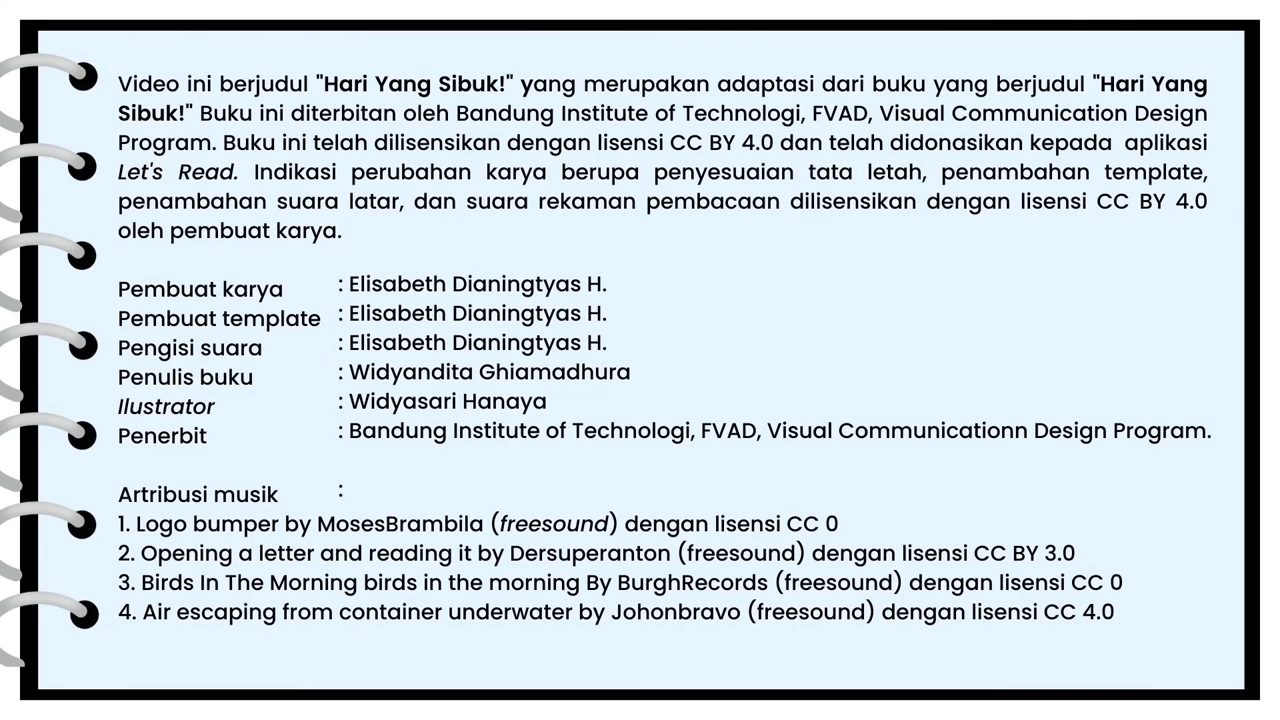 Video ini berjudul "Hari Yang Sibuk!" yang merupakan adaptasi dari buku yang berjudul "Hari Yang
Sibuk!" Buku ini diterbitan oleh Bandung Institute of Technologi, FVAD, Visual Communication Design
Program. Buku ini telah dilisensikan dengan lisensi CC BY 4.0 dan telah didonasikan kepada aplikasi
Let's Read. Indikasi perubahan karya berupa penyesuaian tata letah, penambahan template,
penambahan suara latar, dan suara rekaman pembacaan dilisensikan dengan lisensi CC BY 4.0
oleh pembuat karya.
Pembuat karya : Elisabeth Dianingtyas H.
Pembuat template : Elisabeth Dianingtyas H.
Pengisi suara : Elisabeth Dianingtyas H.
Penulis buku : Widyandita Ghiamadhura
Ilustrator : Widyasari Hanaya
Penerbit : Bandung Institute of Technologi, FVAD, Visual Communicationn Design Program.
Artribusi musik :
1. Logo bumper by MosesBrambila (freesound) dengan lisensi CC 0
2. Opening a letter and reading it by Dersuperanton (freesound) dengan lisensi CC BY 3.0
3. Birds In The Morning birds in the morning By BurghRecords (freesound) dengan lisensi CC 0
4. Air escaping from container underwater by Johonbravo (freesound) dengan lisensi CC 4.0